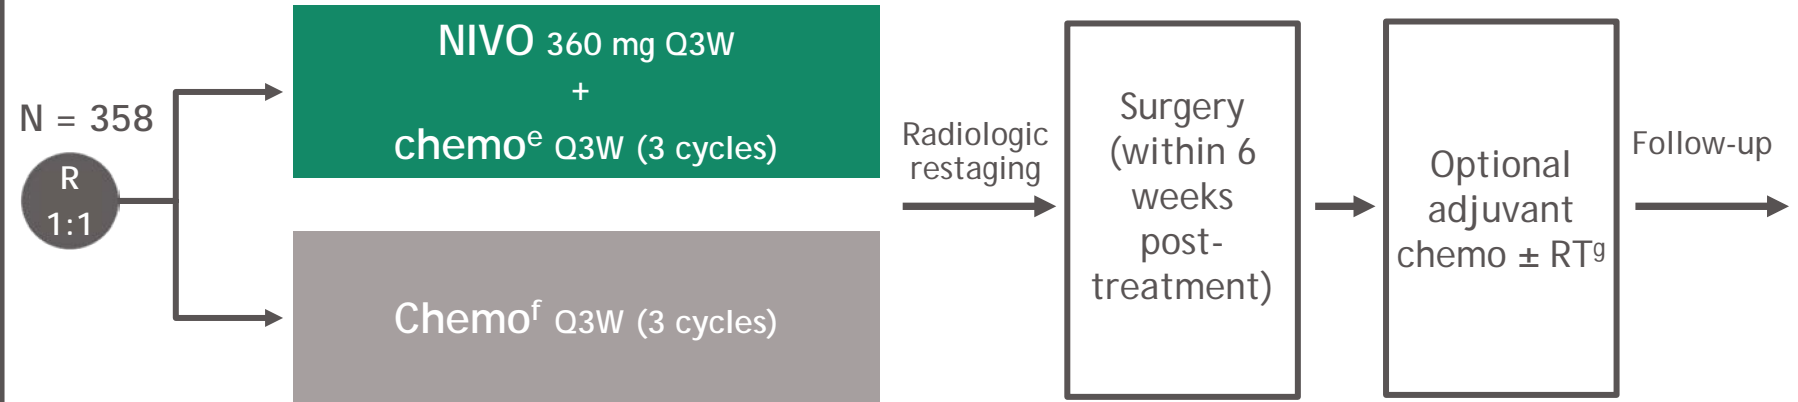 N = 358
R
1:1
NIVO 360 mg Q3W
+
chemoᵉ Q3W (3 cycles)
Chemoᶠ Q3W (3 cycles)
Radiologic
restaging
Surgery
(within 6
weeks
post-
treatment)
Optional
adjuvant
chemo ± RTᵍ
Follow-up